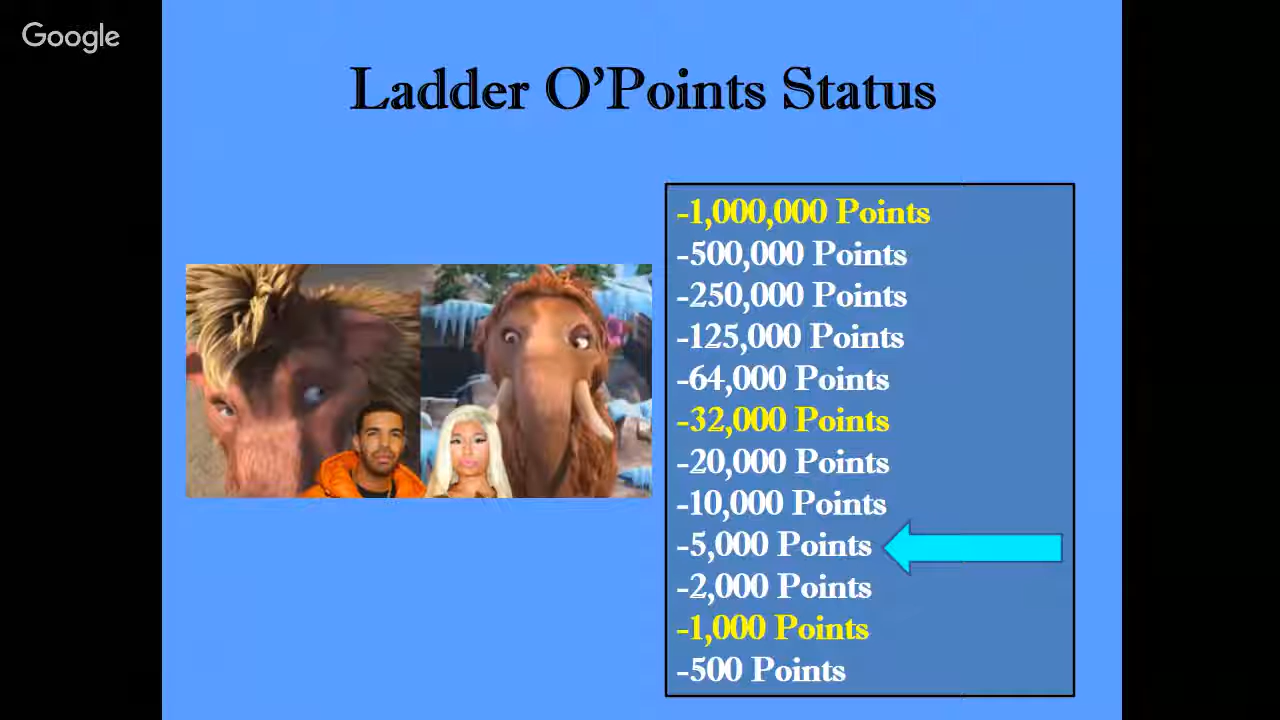 Google
Ladder O’Points Status
-1,000,000 Points
-500,000 Points
-250,000 Points
-125,000 Points
-64,000 Points
-32,000 Points
-20,000 Points
-10,000 Points
-5,000 Points
-2,000 Points
-1,000 Points
-500 Points